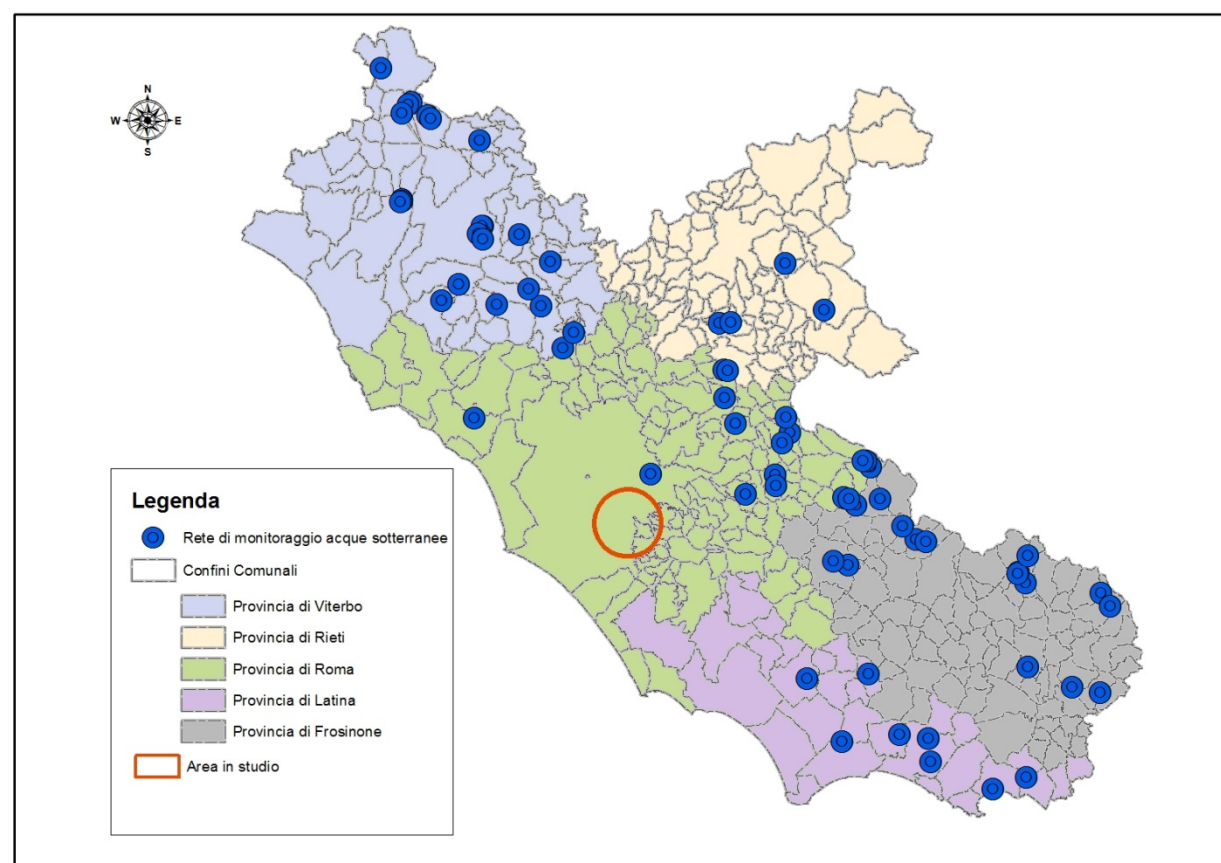 N
W E
S
Legenda
Rete di monitoraggio acque sotterranee
Confini Comunali
Provincia di Viterbo
Provincia di Rieti
Provincia di Roma
Provincia di Latina
Provincia di Frosinone
Area in studio